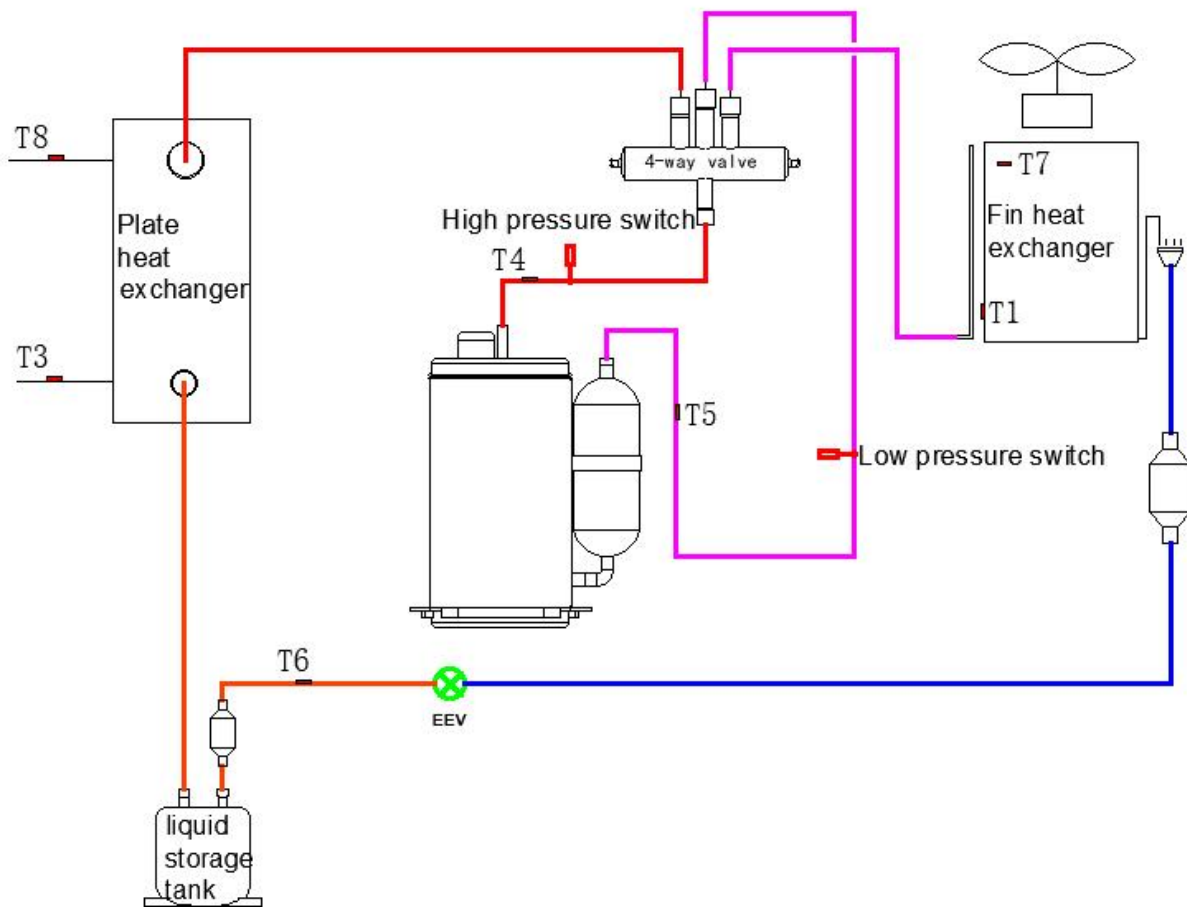 4-way valve
T8
T7
High pressure switch
Plate
heat
exchanger
Fin heat
exchanger
T4
T1
T3
T5
Low pressure switch
T6
EEV
liquid
storage
tank